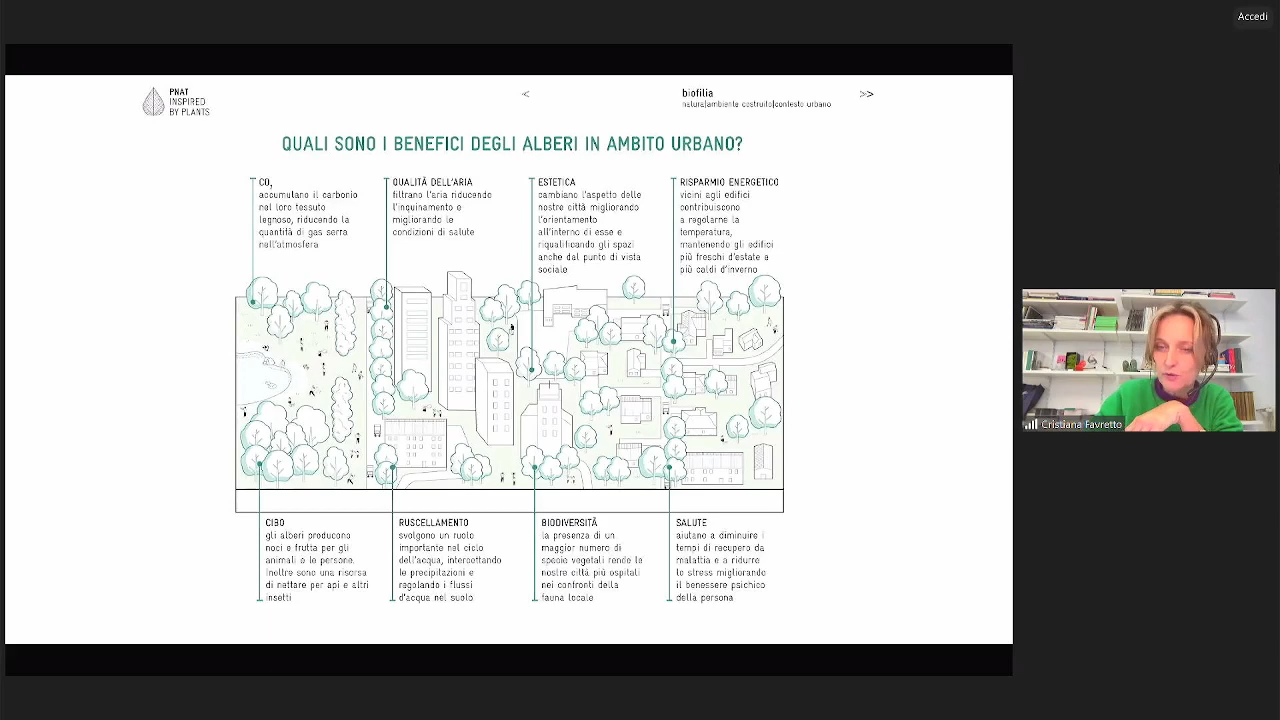 Accedi
PNAT
INSPIRED
BY PLANTS
<
biofilia
natura|ambiente costruito|contesto urbano
>>
QUALI SONO I BENEFICI DEGLI ALBERI IN AMBITO URBANO?
CO₂
accumulano il carbonio
nel loro tessuto
legnoso, riducendo la
quantità di gas serra
nell'atmosfera
QUALITÀ DELL'ARIA
filtrano l'aria riducendo
l'inquinamento e
migliorando le
condizioni di salute
ESTETICA
cambiano l'aspetto delle
nostre città migliorando
l'orientamento
all'interno di esse e
riqualificando gli spazi
anche dal punto di vista
sociale
RISPARMIO ENERGETICO
vicini agli edifici
contribuiscono
a regolarne la
temperatura,
mantenendo gli edifici
più freschi d'estate e
più caldi d'inverno
CIBO
gli alberi producono
noci e frutta per gli
animali e le persone.
Inoltre sono una risorsa
di nettare per api e altri
insetti
RUSCELLAMENTO
svolgono un ruolo
importante nel ciclo
dell'acqua, intercettando
le precipitazioni e
regolando i flussi
d'acqua nel suolo
BIODIVERSITÀ
la presenza di un
maggior numero di
specie vegetali rende le
nostre città più ospitali
nei confronti della
fauna locale
SALUTE
aiutano a diminuire i
tempi di recupero da
malattia e a ridurre
lo stress migliorando
il benessere psichico
della persona
Cristiana Favretto